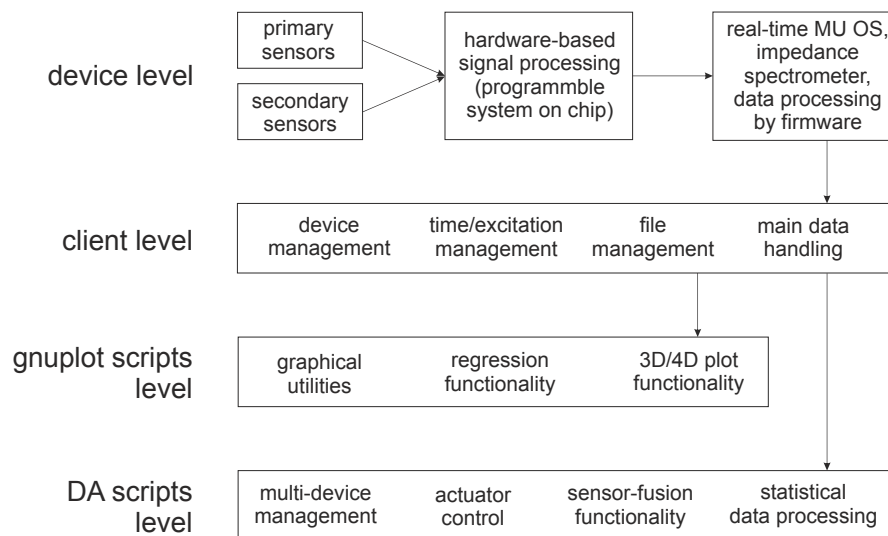 device level
primary
sensors
secondary
sensors
hardware-based
signal processing
(programmble
system on chip)
real-time MU OS,
impedance
spectrometer,
data processing
by firmware
client level
device
management
time/excitation
management
file
management
main data
handling
gnuplot scripts
level
graphical
utilities
regression
functionality
3D/4D plot
functionality
DA scripts
level
multi-device
management
actuator
control
sensor-fusion
functionality
statistical
data processing